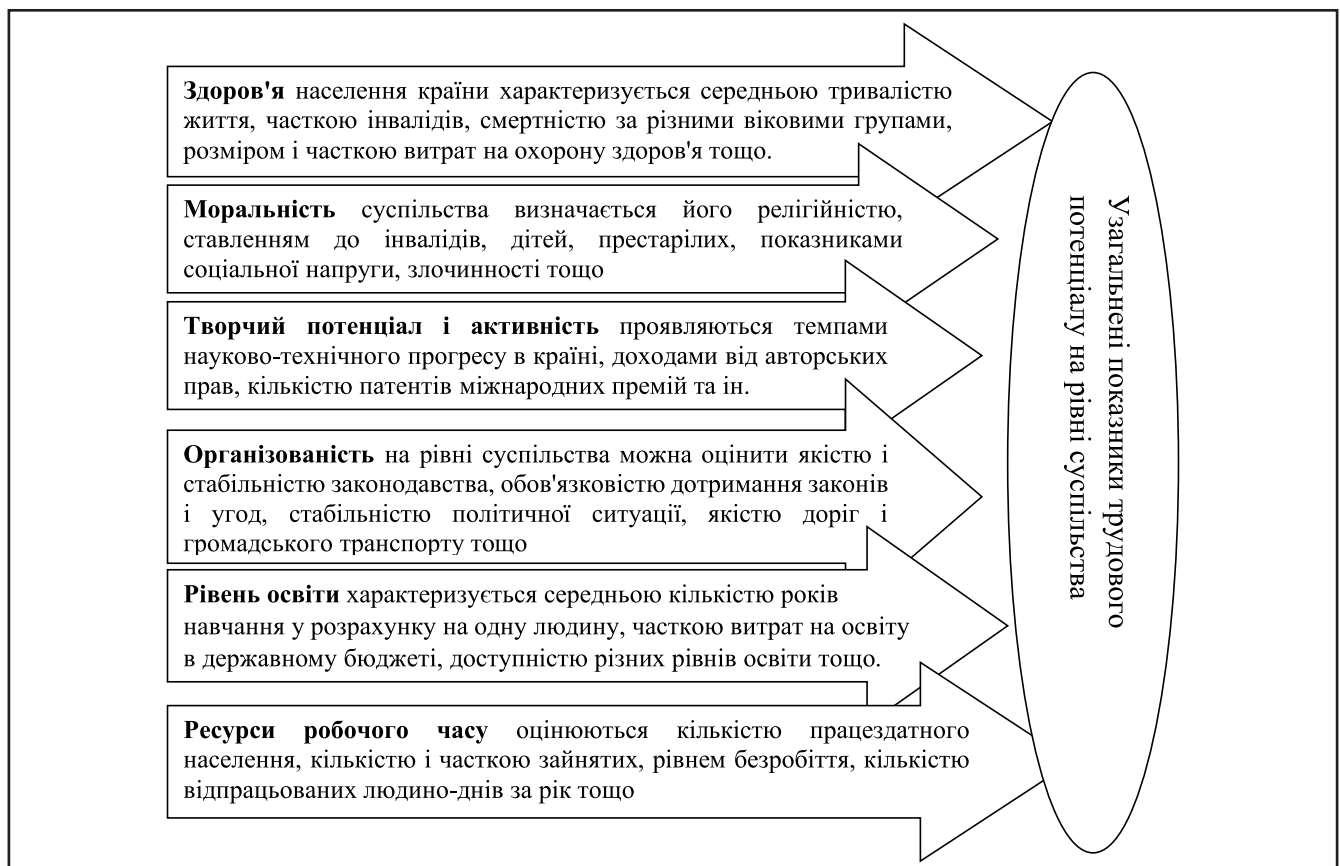 Здоров'я населення країни характеризується середньою тривалістю
життя, часткою інвалідів, смертністю за різними віковими групами,
розміром і часткою витрат на охорону здоров'я тощо.
Моральність суспільства визначається його релігійністю,
ставленням до інвалідів, дітей, престарілих, показниками
соціальної напруги, злочинності тощо
Творчий потенціал і активність проявляються темпами
науково-технічного прогресу в країні, доходами від авторських
прав, кількістю патентів міжнародних премій та ін.
Організованість на рівні суспільства можна оцінити якістю і
стабільністю законодавства, обов'язковістю дотримання законів
і угод, стабільністю політичної ситуації, якістю доріг і
громадського транспорту тощо
Рівень освіти характеризується середньою кількістю років
навчання у розрахунку на одну людину, часткою витрат на освіту
в державному бюджеті, доступністю різних рівнів освіти тощо.
Ресурси робочого часу оцінюються кількістю працездатного
населення, кількістю і часткою зайнятих, рівнем безробіття, кількістю
відпрацьованих людино-днів за рік тощо
Узагальнені показники трудового
потенціалу на рівні суспільства